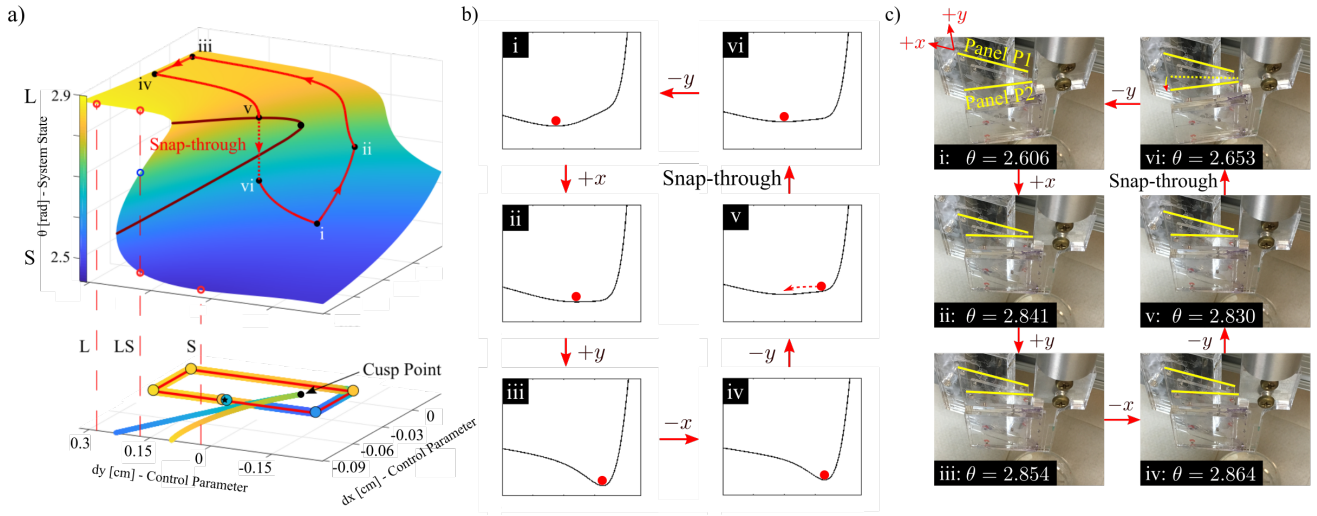 a)
iii
iv
L
2.9
v
Snap-through
ii
vi
i
θ [rad] - System State
S
2.5
L
LS
S
Cusp Point
0.3
0.15
0
-0.15
dy [cm] - Control Parameter
0
-0.03
-0.06
-0.09
dx [cm] - Control Parameter
b)
i
−y
vi
+x
Snap-through
ii
v
+y
−y
iii
−x
iv
c)
+y
+x
Panel P1
Panel P2
−y
i: θ = 2.606
vi: θ = 2.653
+x
Snap-through
ii: θ = 2.841
v: θ = 2.830
+y
−y
−x
iii: θ = 2.854
iv: θ = 2.864